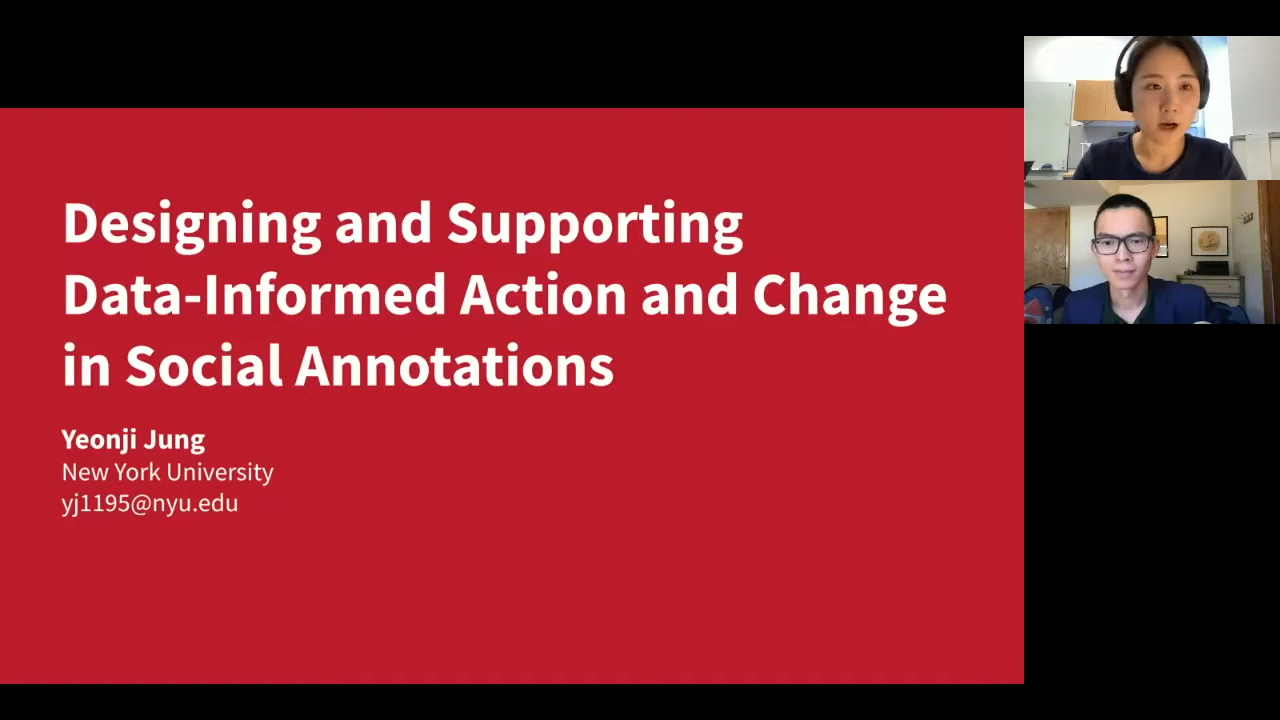 Designing and Supporting
Data-Informed Action and Change
in Social Annotations
Yeonji Jung
New York University
yj1195@nyu.edu